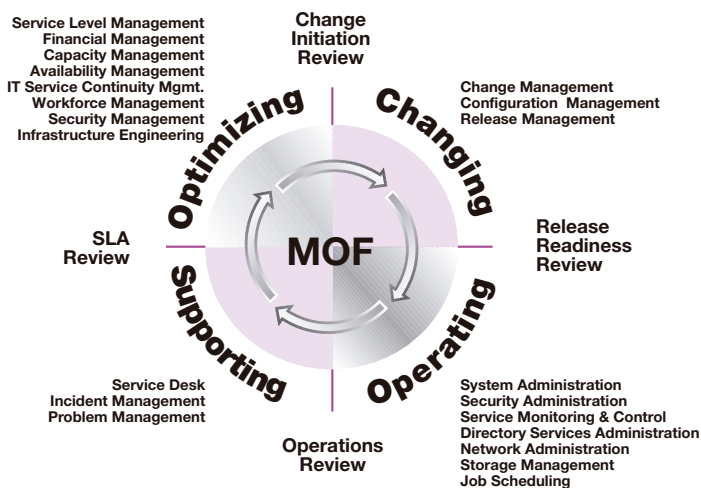 Service Level Management
Financial Management
Capacity Management
Availability Management
IT Service Continuity Mgmt.
Workforce Management
Security Management
Infrastructure Engineering
Change
Initiation
Review
Change Management
Configuration Management
Release Management
Optimizing
Changing
SLA
Review
MOF
Release
Readiness
Review
Supporting
Operating
Service Desk
Incident Management
Problem Management
Operations
Review
System Administration
Security Administration
Service Monitoring & Control
Directory Services Administration
Network Administration
Storage Management
Job Scheduling